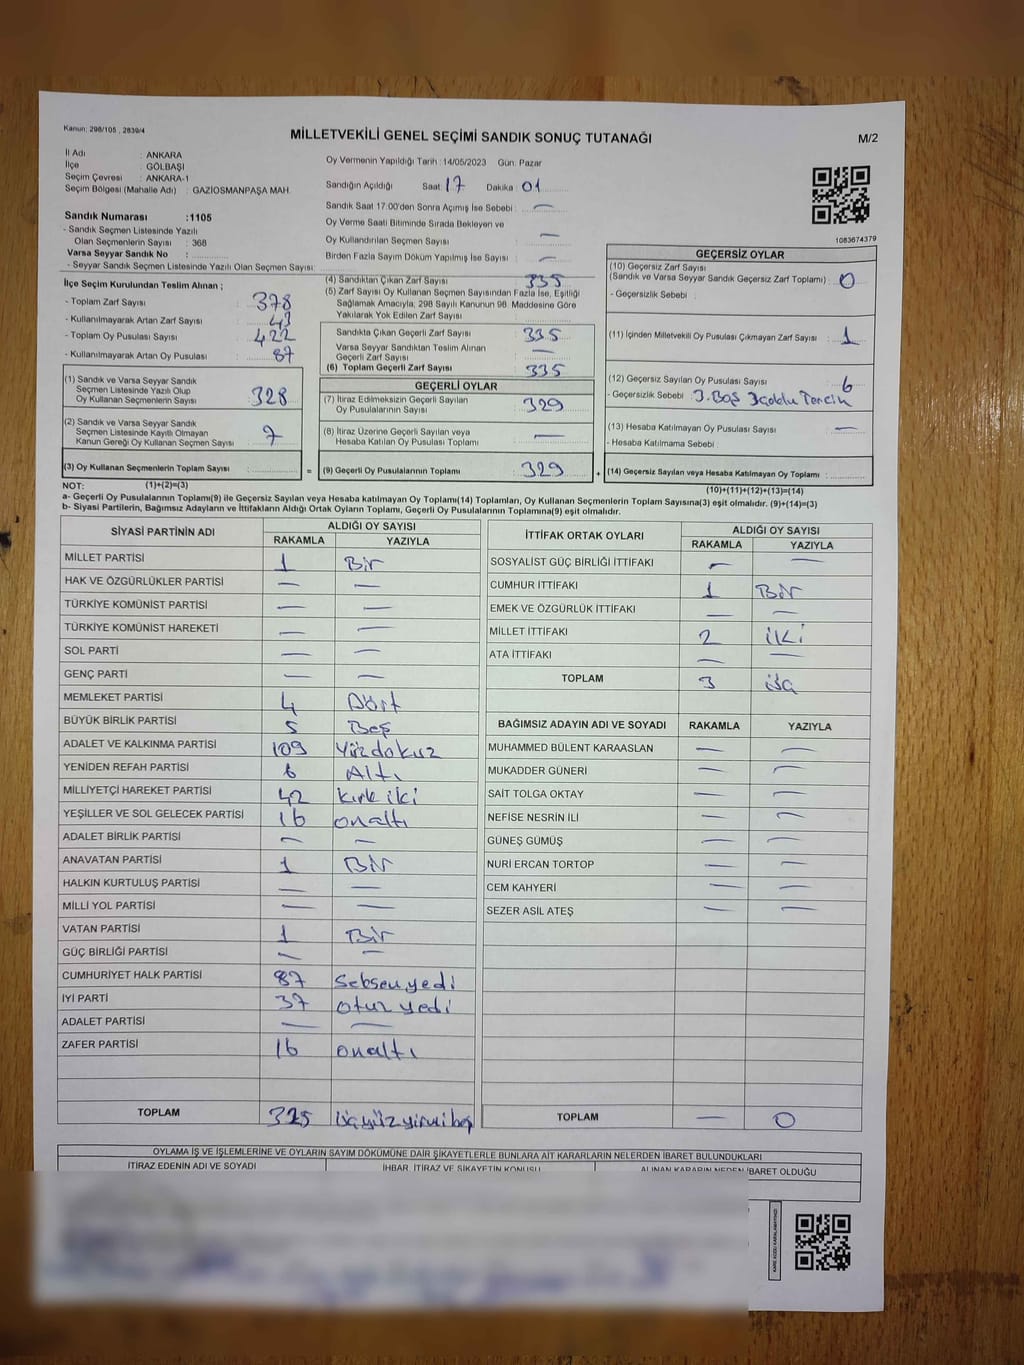 Kanun: 298/105 , 2839/4
MİLLETVEKİLİ GENEL SEÇİMİ SANDIK SONUÇ TUTANAĞI
M/2
İl Adı : ANKARA
İlçe : GÖLBAŞI
Seçim Çevresi : ANKARA-1
Seçim Bölgesi (Mahalle Adı) : GAZİOSMANPAŞA MAH.
Oy Vermenin Yapıldığı Tarih : 14/05/2023 Gün: Pazar
Sandığın Açıldığı Saat 17 Dakika 01
Sandık Saat 17:00'den Sonra Açımış İse Sebebi : —
Oy Verme Saati Bitiminde Sırada Bekleyen ve
Oy Kullandırılan Seçmen Sayısı —
Birden Fazla Sayım Döküm Yapılmış İse Sayısı : —
Sandık Numarası :1105
- Sandık Seçmen Listesinde Yazılı
Olan Seçmenlerin Sayısı : 368
Varsa Seyyar Sandık No :
- Seyyar Sandık Seçmen Listesinde Yazılı Olan Seçmen Sayısı:
1083674379
İlçe Seçim Kurulundan Teslim Alınan ;
- Toplam Zarf Sayısı : 378
- Kullanılmayarak Artan Zarf Sayısı : 43
- Toplam Oy Pusulası Sayısı : 422
- Kullanılmayarak Artan Oy Pusulası : 87
(1) Sandık ve Varsa Seyyar Sandık
Seçmen Listesinde Yazılı Olup
Oy Kullanan Seçmenlerin Sayısı 328
(2) Sandık ve Varsa Seyyar Sandık
Seçmen Listesinde Kayıtlı Olmayan
Kanun Gereği Oy Kullanan Seçmen Sayısı : 7
(3) Oy Kullanan Seçmenlerin Toplam Sayısı :
(4) Sandıktan Çıkan Zarf Sayısı : 335
(5) Zarf Sayısı Oy Kullanan Seçmen Sayısından Fazla İse, Eşitliği
Sağlamak Amacıyla, 298 Sayılı Kanunun 98. Maddesine Göre
Yakılarak Yok Edilen Zarf Sayısı :
Sandıkta Çıkan Geçerli Zarf Sayısı : 335
Varsa Seyyar Sandıktan Teslim Alınan
Geçerli Zarf Sayısı : —
(6) Toplam Geçerli Zarf Sayısı : 335
GEÇERLİ OYLAR
(7) İtiraz Edilmeksizin Geçerli Sayılan
Oy Pusulalarının Sayısı : 329
(8) İtiraz Üzerine Geçerli Sayılan veya
Hesaba Katılan Oy Pusulası Toplamı : —
= (9) Geçerli Oy Pusulalarının Toplamı : 329 +
GEÇERSİZ OYLAR
(10) Geçersiz Zarf Sayısı
(Sandık ve Varsa Seyyar Sandık Geçersiz Zarf Toplamı) : 0
- Geçersizlik Sebebi :
(11) İçinden Milletvekili Oy Pusulası Çıkmayan Zarf Sayısı : 1
(12) Geçersiz Sayılan Oy Pusulası Sayısı : 6
- Geçersizlik Sebebi : 3. Boş
(13) Hesaba Katılmayan Oy Pusulası Sayısı : —
- Hesaba Katılmama Sebebi :
(14) Geçersiz Sayılan veya Hesaba Katılmayan Oy Toplamı :
NOT: (1)+(2)=(3)
(10)+(11)+(12)+(13)=(14)
a- Geçerli Oy Pusulalarının Toplamı(9) ile Geçersiz Sayılan veya Hesaba katılmayan Oy Toplamı(14) Toplamları, Oy Kullanan Seçmenlerin Toplam Sayısına(3) eşit olmalıdır. (9)+(14)=(3)
b- Siyasi Partilerin, Bağımsız Adayların ve İttifakların Aldığı Ortak Oyların Toplamı, Geçerli Oy Pusulalarının Toplamına(9) eşit olmalıdır.
SİYASİ PARTİNİN ADI
ALDIĞI OY SAYISI
RAKAMLA YAZIYLA
MİLLET PARTİSİ 1 Bir
HAK VE ÖZGÜRLÜKLER PARTİSİ — —
TÜRKİYE KOMÜNİST PARTİSİ — —
TÜRKİYE KOMÜNİST HAREKETİ — —
SOL PARTİ — —
GENÇ PARTİ — —
MEMLEKET PARTİSİ 4 Dört
BÜYÜK BİRLİK PARTİSİ 5 Beş
ADALET VE KALKINMA PARTİSİ 109 Yüzdokuz
YENİDEN REFAH PARTİSİ 6 Altı
MİLLİYETÇİ HAREKET PARTİSİ 42 kırk iki
YEŞİLLER VE SOL GELECEK PARTİSİ 16 onaltı
ADALET BİRLİK PARTİSİ — —
ANAVATAN PARTİSİ 1 Bir
HALKIN KURTULUŞ PARTİSİ — —
MİLLİ YOL PARTİSİ — —
VATAN PARTİSİ 1 Bir
GÜÇ BİRLİĞİ PARTİSİ — —
CUMHURİYET HALK PARTİSİ 87 Seksenyedi
İYİ PARTİ 37 otuz yedi
ADALET PARTİSİ — —
ZAFER PARTİSİ 16 onaltı
TOPLAM 325 üçyüzyirmibeş
İTTİFAK ORTAK OYLARI
ALDIĞI OY SAYISI
RAKAMLA YAZIYLA
SOSYALİST GÜÇ BİRLİĞİ İTTİFAKI — —
CUMHUR İTTİFAKI 1 Bir
EMEK VE ÖZGÜRLÜK İTTİFAKI — —
MİLLET İTTİFAKI 2 iki
ATA İTTİFAKI — —
TOPLAM 3 üç
BAĞIMSIZ ADAYIN ADI VE SOYADI RAKAMLA YAZIYLA
MUHAMMED BÜLENT KARAASLAN — —
MUKADDER GÜNERİ — —
SAİT TOLGA OKTAY — —
NEFİSE NESRİN İLİ — —
GÜNEŞ GÜMÜŞ — —
NURİ ERCAN TORTOP — —
CEM KAHYERİ — —
SEZER ASİL ATEŞ — —
TOPLAM — 0
OYLAMA İŞ VE İŞLEMLERİNE VE OYLARIN SAYIM DÖKÜMÜNE DAİR ŞİKAYETLERLE BUNLARA AİT KARARLARIN NELERDEN İBARET BULUNDUKLARI
İTİRAZ EDENİN ADI VE SOYADI
İHBAR, İTİRAZ VE ŞİKAYETİN KONUSU
ALINAN KARARIN NEDEN İBARET OLDUĞU
KARE KODU KARALAMAYINIZ!